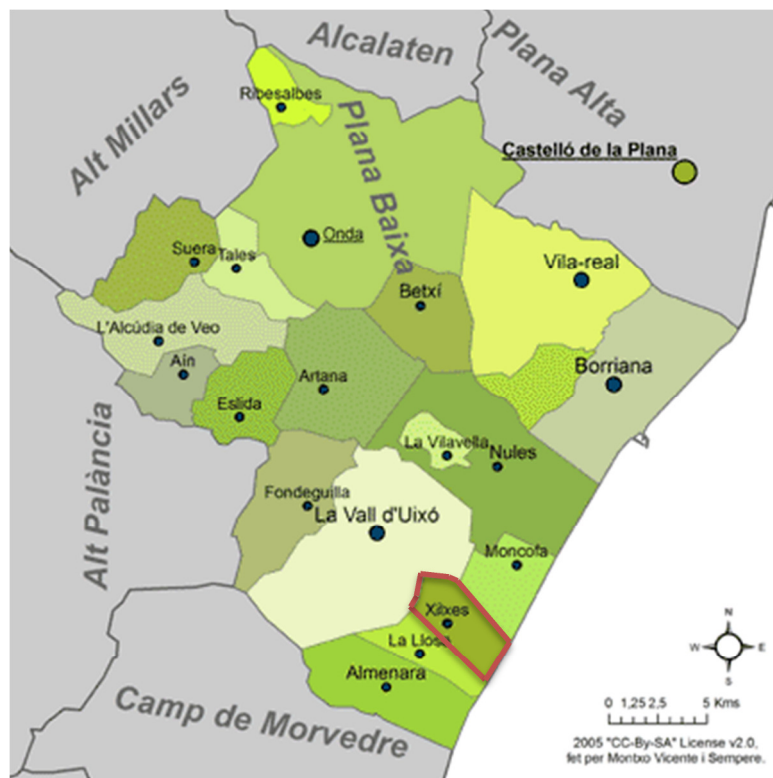 Alcalaten
Plana Alta
Alt Millars
Ribesalbes
Plana Baixa
Castelló de la Plana
Onda
Suera
Tales
Vila-real
Betxí
L'Alcúdia de Veo
Aín
Artana
Borriana
Eslida
La Vilavella
Nules
Alt Palància
Fondeguilla
La Vall d'Uixó
Moncofa
Xilxes
La Llosa
Almenara
Camp de Morvedre
N
W E
S
0 1,25 2,5 5 Kms
2005 "CC-By-SA" License v2.0,
fet per Montxo Vicente i Sempere.